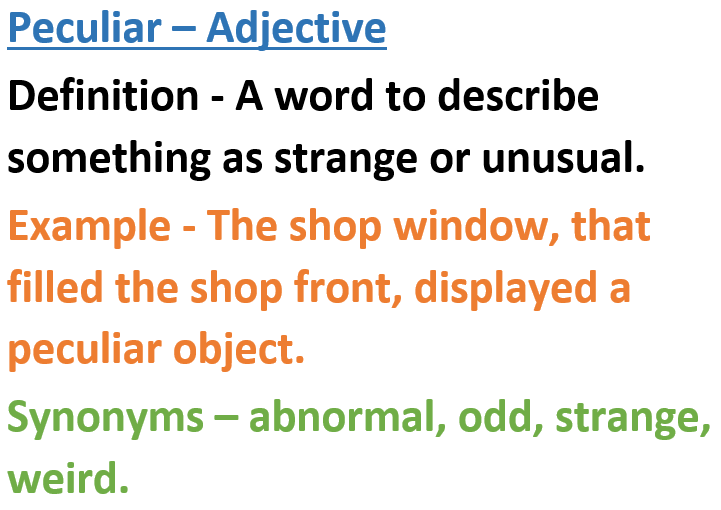 Peculiar – Adjective
Definition - A word to describe
something as strange or unusual.
Example - The shop window, that
filled the shop front, displayed a
peculiar object.
Synonyms – abnormal, odd, strange,
weird.